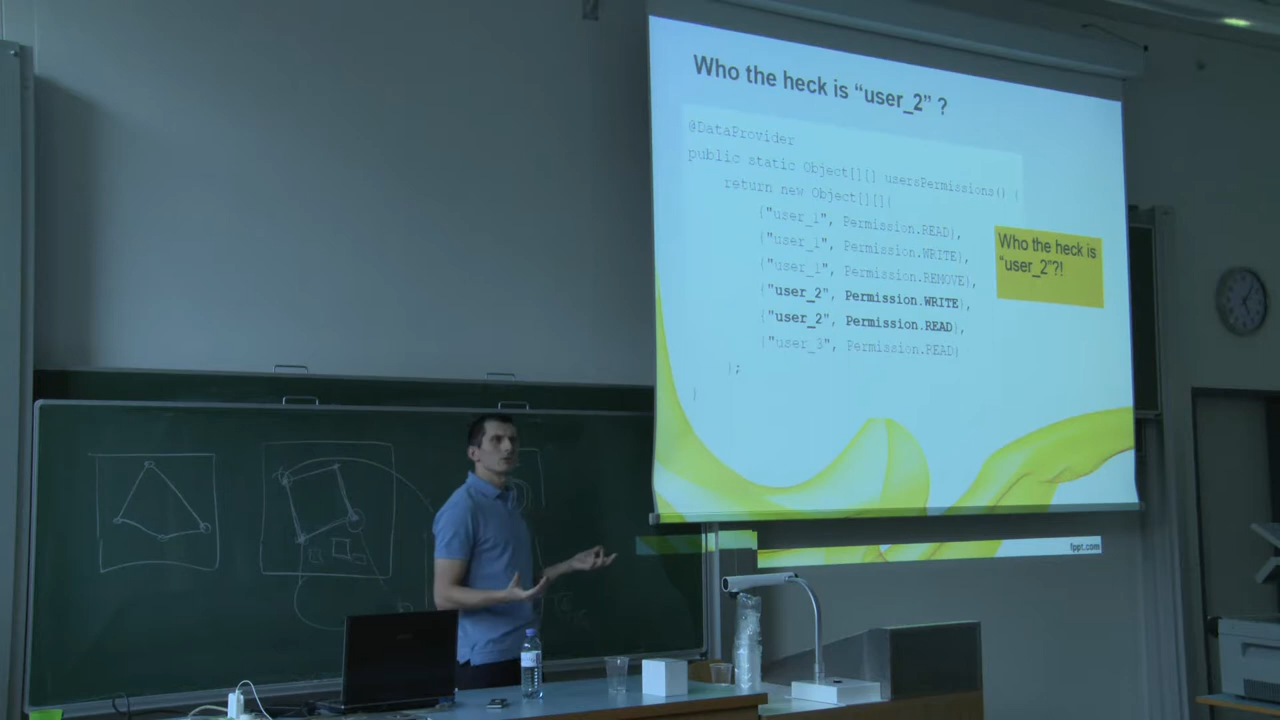 Who the heck is “user_2” ?
@DataProvider
public static Object[][] usersPermissions() {
return new Object[][]{
{"user_1", Permission.READ},
{"user_1", Permission.WRITE},
{"user_1", Permission.REMOVE},
{"user_2", Permission.WRITE},
{"user_2", Permission.READ},
{"user_3", Permission.READ}
};
}
Who the heck is
“user_2”?!
fppt.com